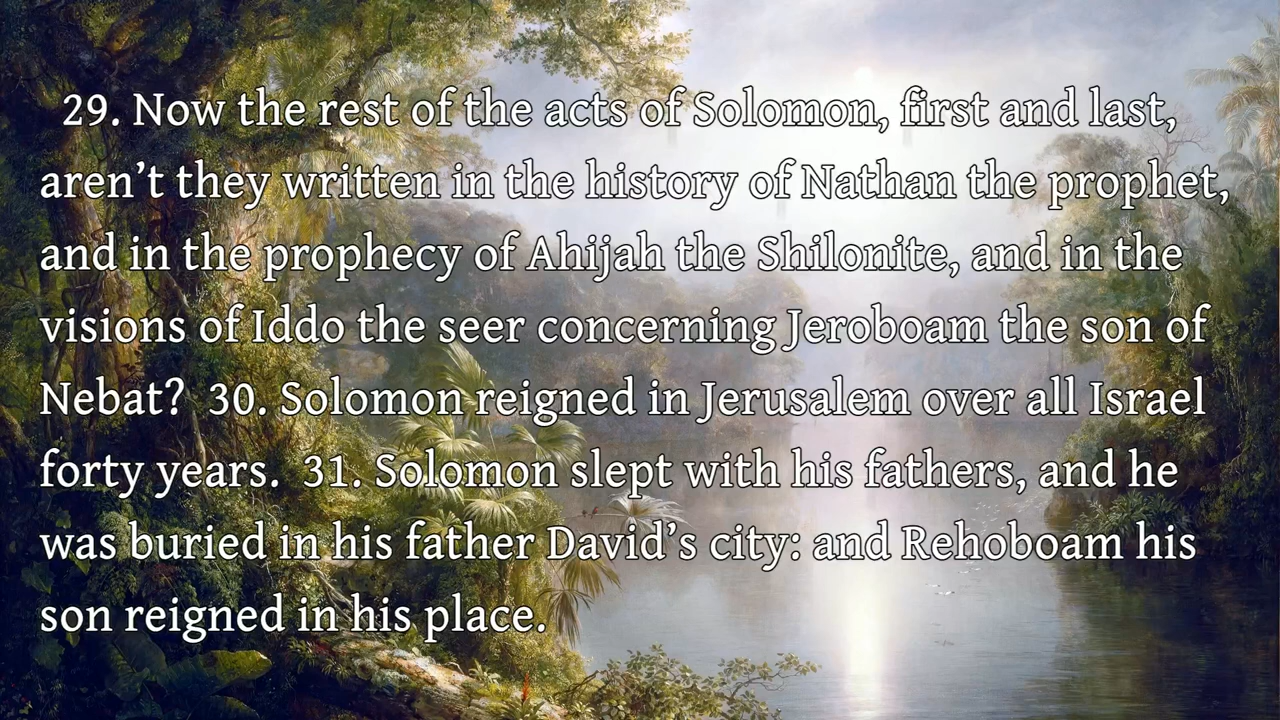 29. Now the rest of the acts of Solomon, first and last,
aren’t they written in the history of Nathan the prophet,
and in the prophecy of Ahijah the Shilonite, and in the
visions of Iddo the seer concerning Jeroboam the son of
Nebat? 30. Solomon reigned in Jerusalem over all Israel
forty years. 31. Solomon slept with his fathers, and he
was buried in his father David’s city: and Rehoboam his
son reigned in his place.